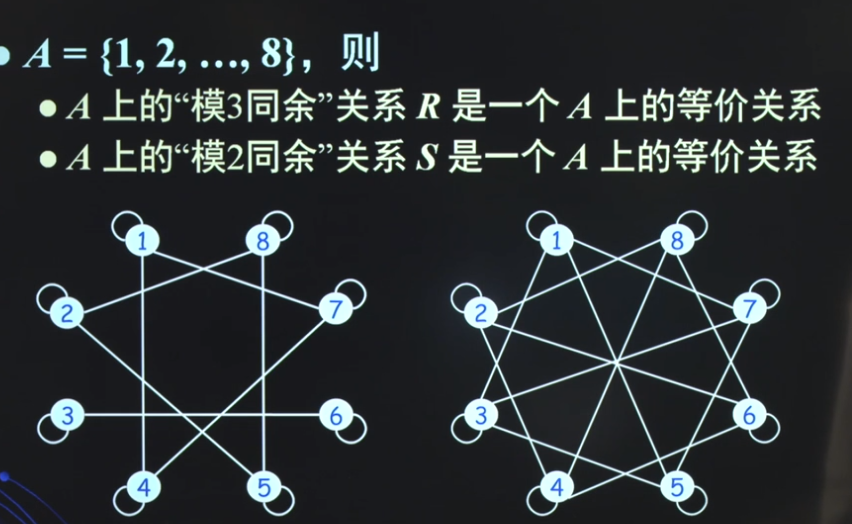 • A = {1, 2, …, 8}，则
• A 上的“模3同余”关系 R 是一个 A 上的等价关系
• A 上的“模2同余”关系 S 是一个 A 上的等价关系
1 8 1 8
2 7 2 7
3 6 3 6
4 5 4 5